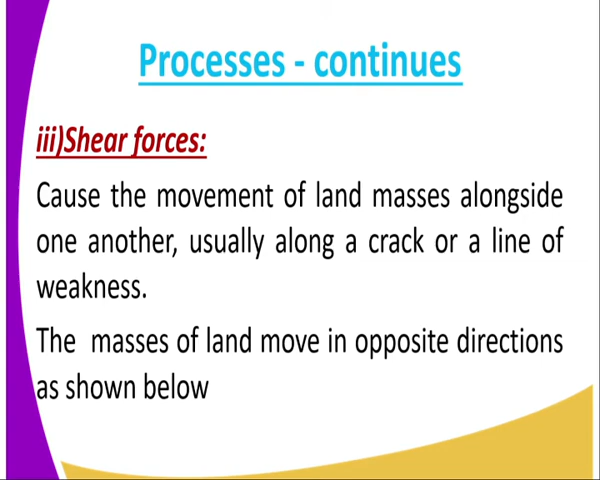 Processes - continues
iii)Shear forces:
Cause the movement of land masses alongside
one another, usually along a crack or a line of
weakness.
The masses of land move in opposite directions
as shown below